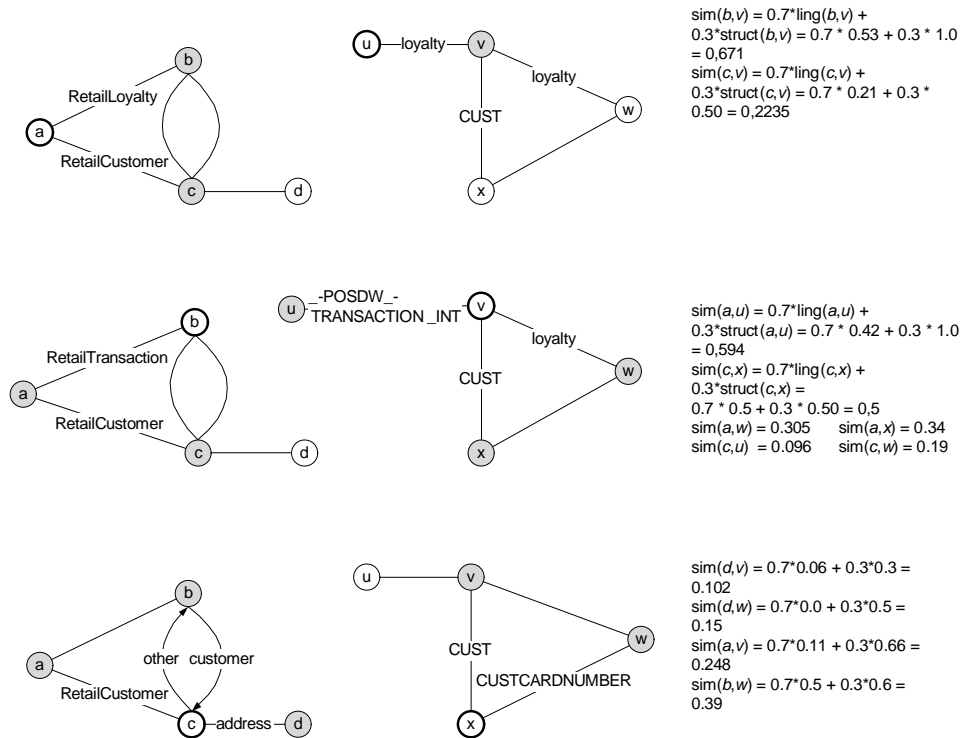 b
RetailLoyalty
a
RetailCustomer
c
d
u
loyalty
v
loyalty
CUST
w
x
sim(b,v) = 0.7*ling(b,v) +
0.3*struct(b,v) = 0.7 * 0.53 + 0.3 * 1.0
= 0,671
sim(c,v) = 0.7*ling(c,v) +
0.3*struct(c,v) = 0.7 * 0.21 + 0.3 *
0.50 = 0,2235
b
RetailTransaction
a
RetailCustomer
c
d
u
_-POSDW_-
TRANSACTION_INT
v
loyalty
CUST
w
x
sim(a,u) = 0.7*ling(a,u) +
0.3*struct(a,u) = 0.7 * 0.42 + 0.3 * 1.0
= 0,594
sim(c,x) = 0.7*ling(c,x) +
0.3*struct(c,x) =
0.7 * 0.5 + 0.3 * 0.50 = 0,5
sim(a,w) = 0.305 sim(a,x) = 0.34
sim(c,u) = 0.096 sim(c,w) = 0.19
b
a
other customer
RetailCustomer
c
address
d
u
v
CUST
w
CUSTCARDNUMBER
x
sim(d,v) = 0.7*0.06 + 0.3*0.3 =
0.102
sim(d,w) = 0.7*0.0 + 0.3*0.5 =
0.15
sim(a,v) = 0.7*0.11 + 0.3*0.66 =
0.248
sim(b,w) = 0.7*0.5 + 0.3*0.6 =
0.39